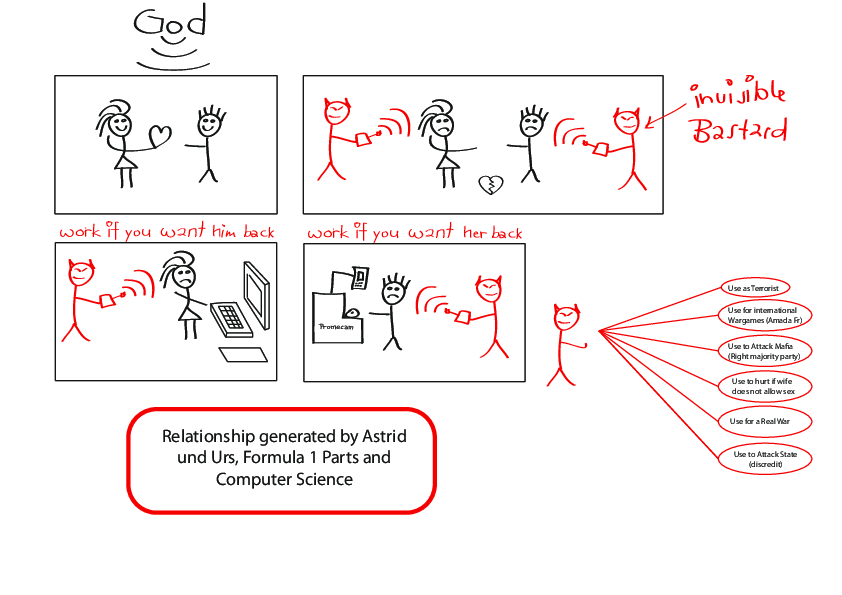 God
invisible
Bastard
work if you want him back
work if you want her back
Promecam
Use as Terrorist
Use for international
Wargames (Amada Fr)
Use to Attack Mafia
(Right majority party)
Use to hurt if wife
does not allow sex
Use for a Real War
Use to Attack State
(discredit)
Relationship generated by Astrid
und Urs, Formula 1 Parts and
Computer Science